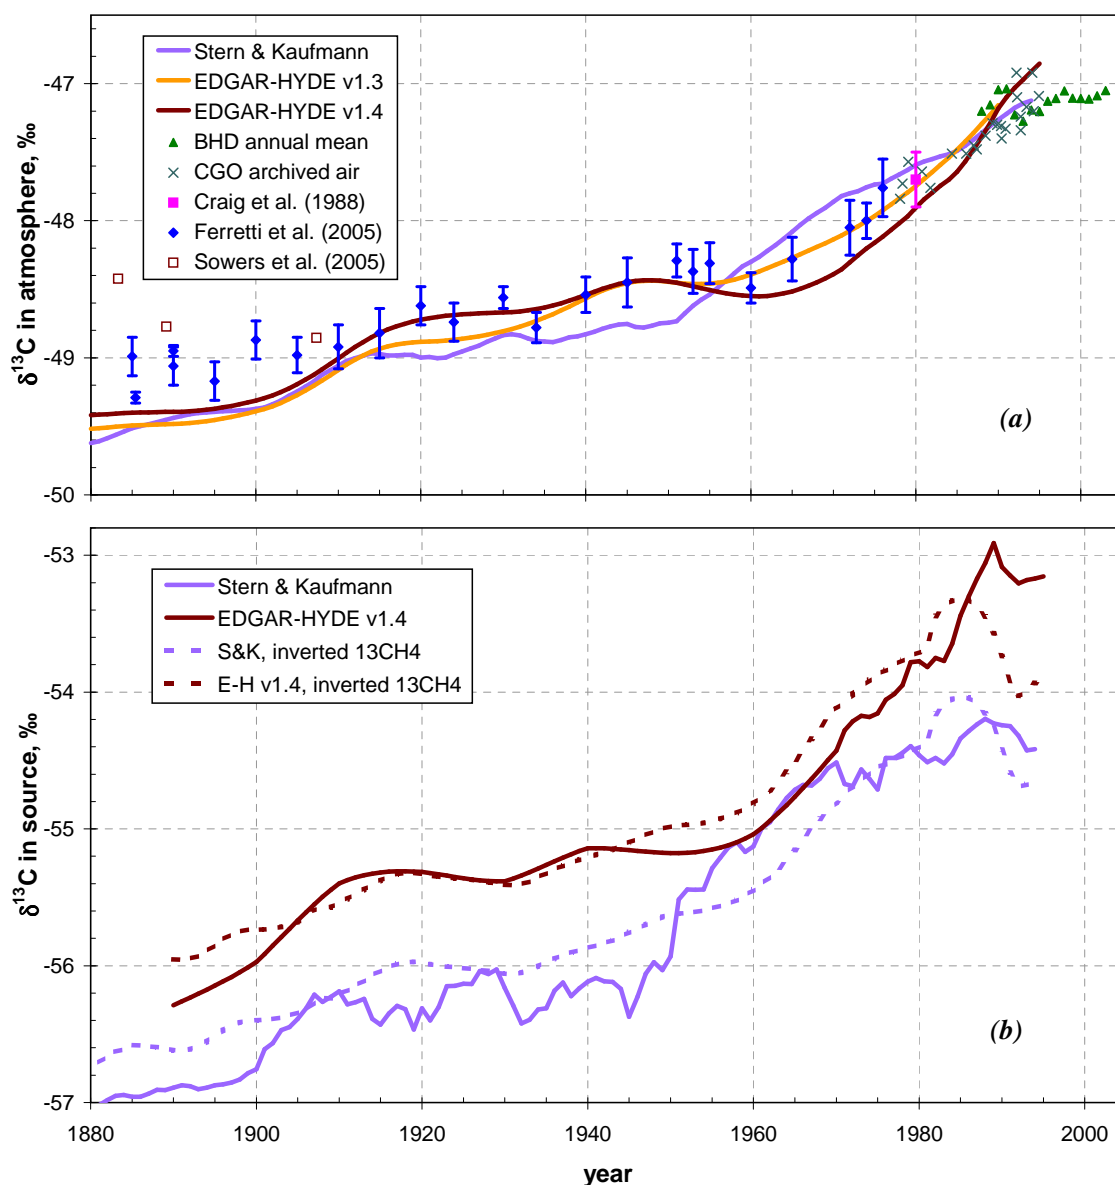 -47
-48
-49
-50
δ¹³C in atmosphere, ‰
Stern & Kaufmann
EDGAR-HYDE v1.3
EDGAR-HYDE v1.4
BHD annual mean
CGO archived air
Craig et al. (1988)
Ferretti et al. (2005)
Sowers et al. (2005)
(a)
-53
-54
-55
-56
-57
δ¹³C in source, ‰
Stern & Kaufmann
EDGAR-HYDE v1.4
S&K, inverted 13CH4
E-H v1.4, inverted 13CH4
(b)
1880 1900 1920 1940 1960 1980 2000
year